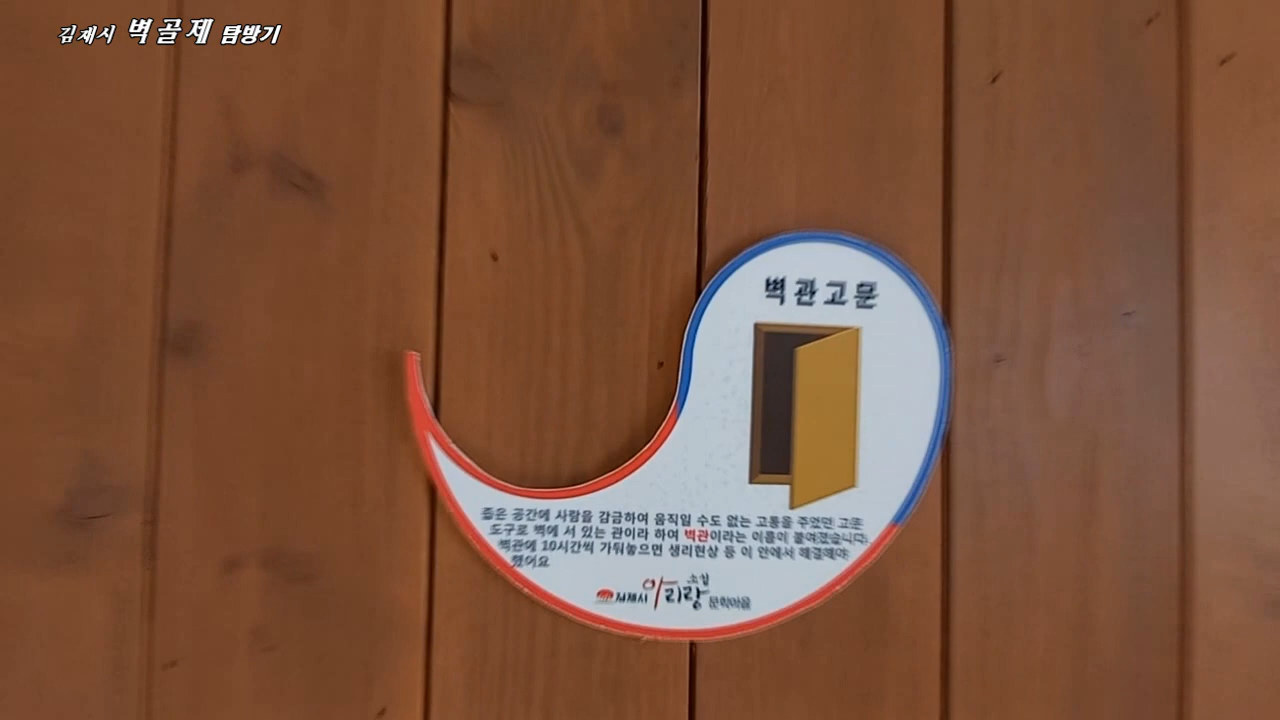 김제시 벽골제 탐방기
벽관고문
좁은 공간에 사람을 감금하여 움직일 수도 없는 고통을 주었던 고문
도구로 벽에 서 있는 관이라 하여 벽관이라는 이름이 붙여졌습니다.
벽관에 10시간씩 가둬놓으면 생리현상 등 이 안에서 해결해야
했어요
김제시 소설 아리랑 문학마을